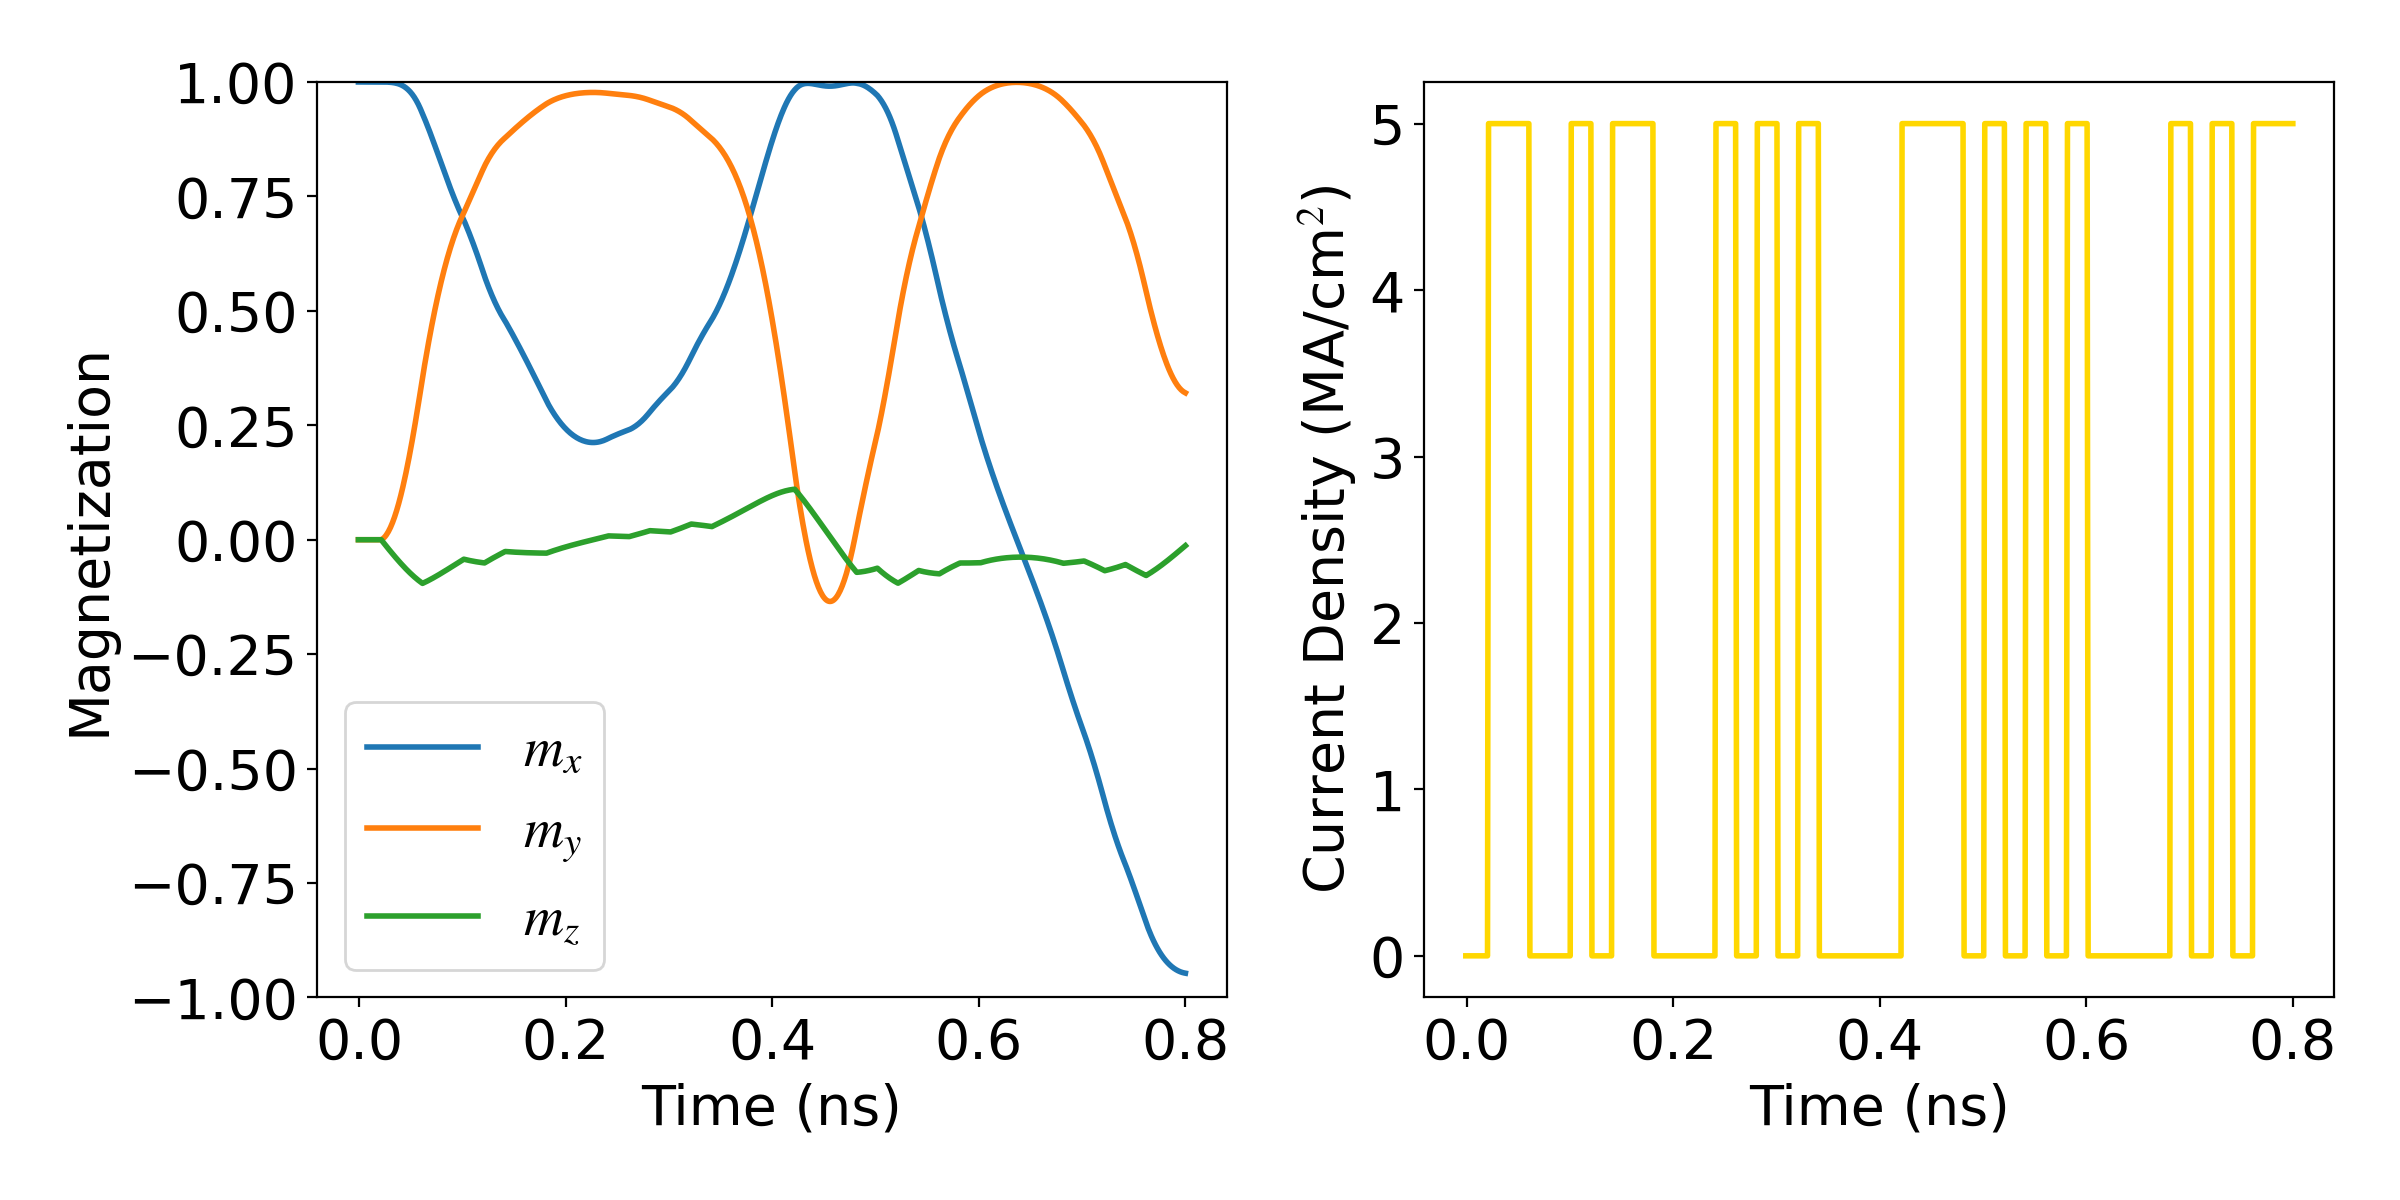 Magnetization
1.00
0.75
0.50
0.25
0.00
−0.25
−0.50
−0.75
−1.00
m_x
m_y
m_z
0.0 0.2 0.4 0.6 0.8
Time (ns)
Current Density (MA/cm²)
5
4
3
2
1
0
0.0 0.2 0.4 0.6 0.8
Time (ns)